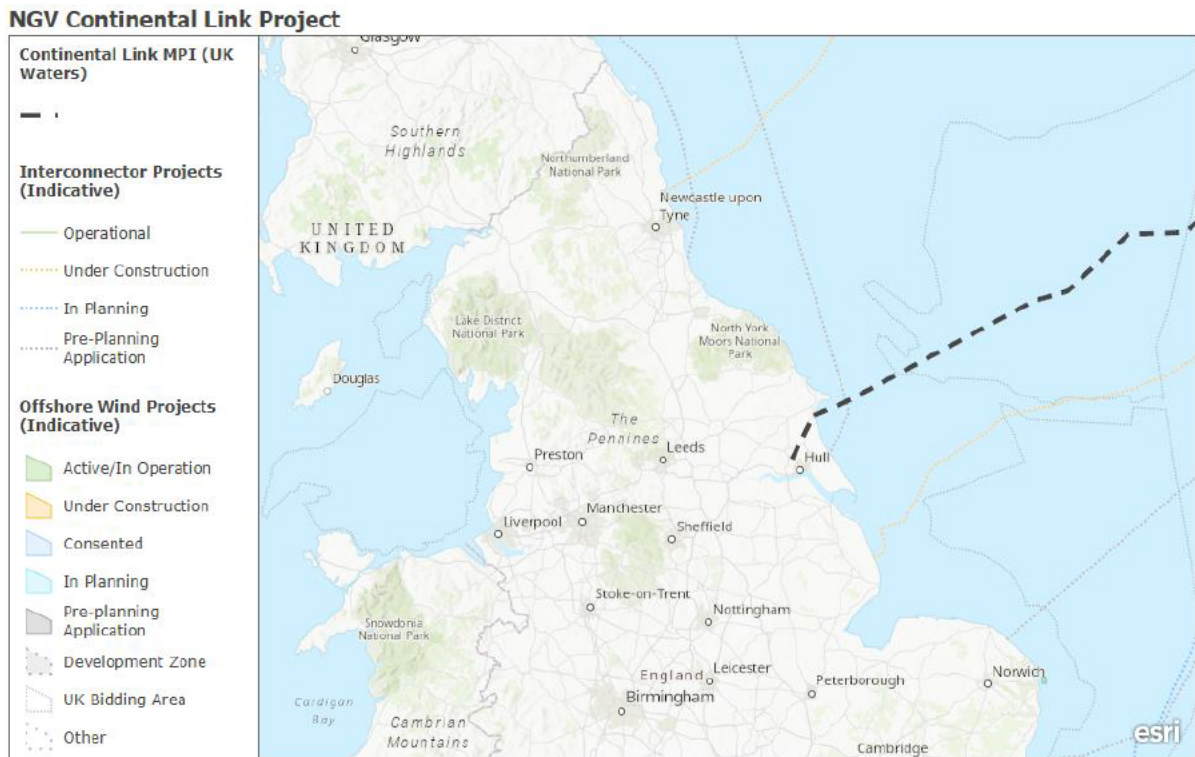 NGV Continental Link Project
Continental Link MPI (UK
Waters)
Interconnector Projects
(Indicative)
Operational
Under Construction
In Planning
Pre-Planning
Application
Offshore Wind Projects
(Indicative)
Active/In Operation
Under Construction
Consented
In Planning
Pre-planning
Application
Development Zone
UK Bidding Area
Other
Glasgow
Southern
Highlands
Northumberland
National Park
Newcastle upon
Tyne
UNITED
KINGDOM
Lake District
National Park
North York
Moors National
Park
Douglas
The
Pennines
Leeds
Preston
Hull
Manchester
Liverpool
Sheffield
Stoke-on-Trent
Nottingham
Snowdonia
National Park
England
Leicester
Norwich
Peterborough
Birmingham
Cardigan
Bay
Cambrian
Mountains
Cambridge
esri